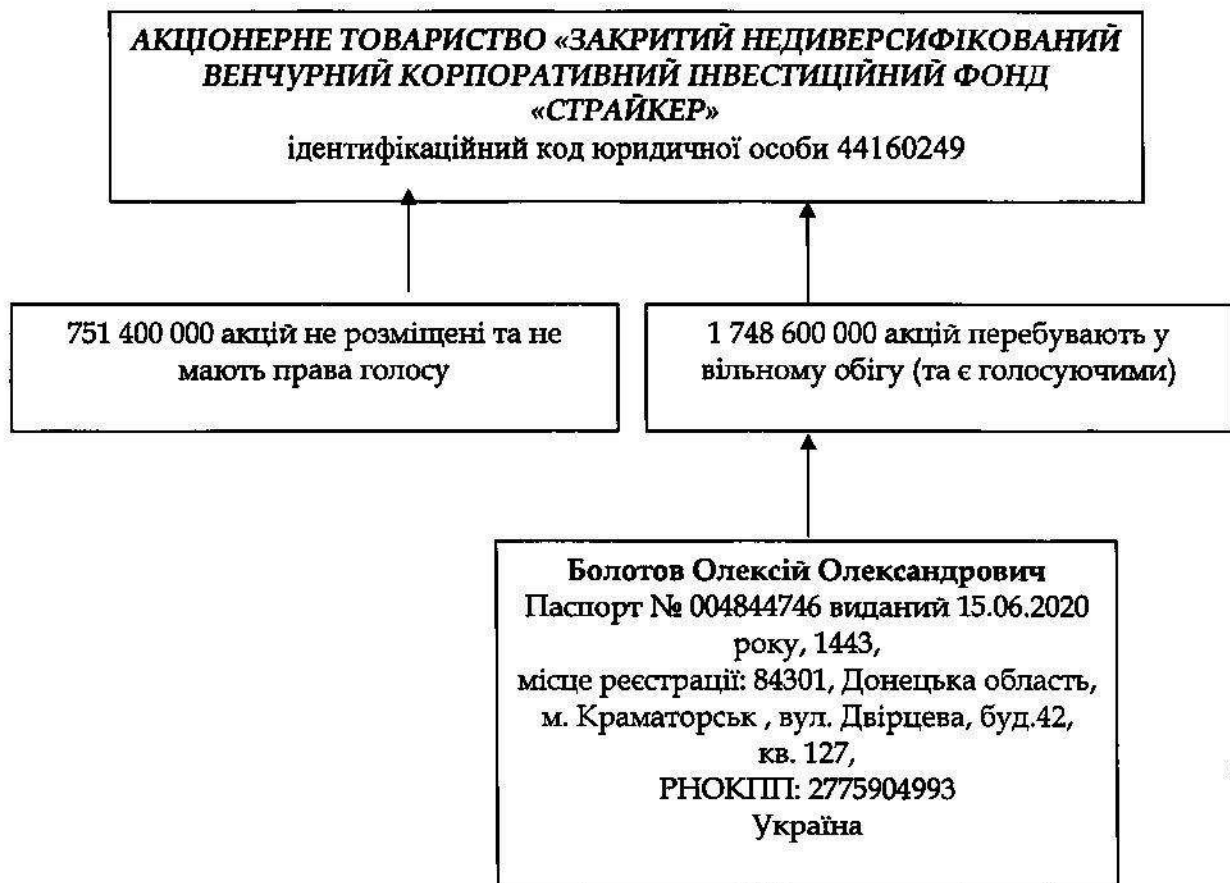 АКЦІОНЕРНЕ ТОВАРИСТВО «ЗАКРИТИЙ НЕДИВЕРСИФІКОВАНИЙ
ВЕНЧУРНИЙ КОРПОРАТИВНИЙ ІНВЕСТИЦІЙНИЙ ФОНД
«СТРАЙКЕР»
ідентифікаційний код юридичної особи 44160249
751 400 000 акцій не розміщені та не
мають права голосу
1 748 600 000 акцій перебувають у
вільному обігу (та є голосуючими)
Болотов Олексій Олександрович
Паспорт № 004844746 виданий 15.06.2020
року, 1443,
місце реєстрації: 84301, Донецька область,
м. Краматорськ , вул. Двірцева, буд.42,
кв. 127,
РНОКПП: 2775904993
Україна